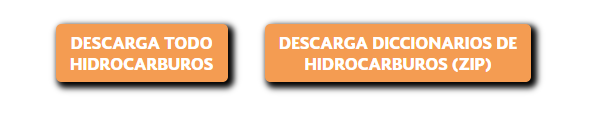 DESCARGA TODO
HIDROCARBUROS
DESCARGA DICCIONARIOS DE
HIDROCARBUROS (ZIP)